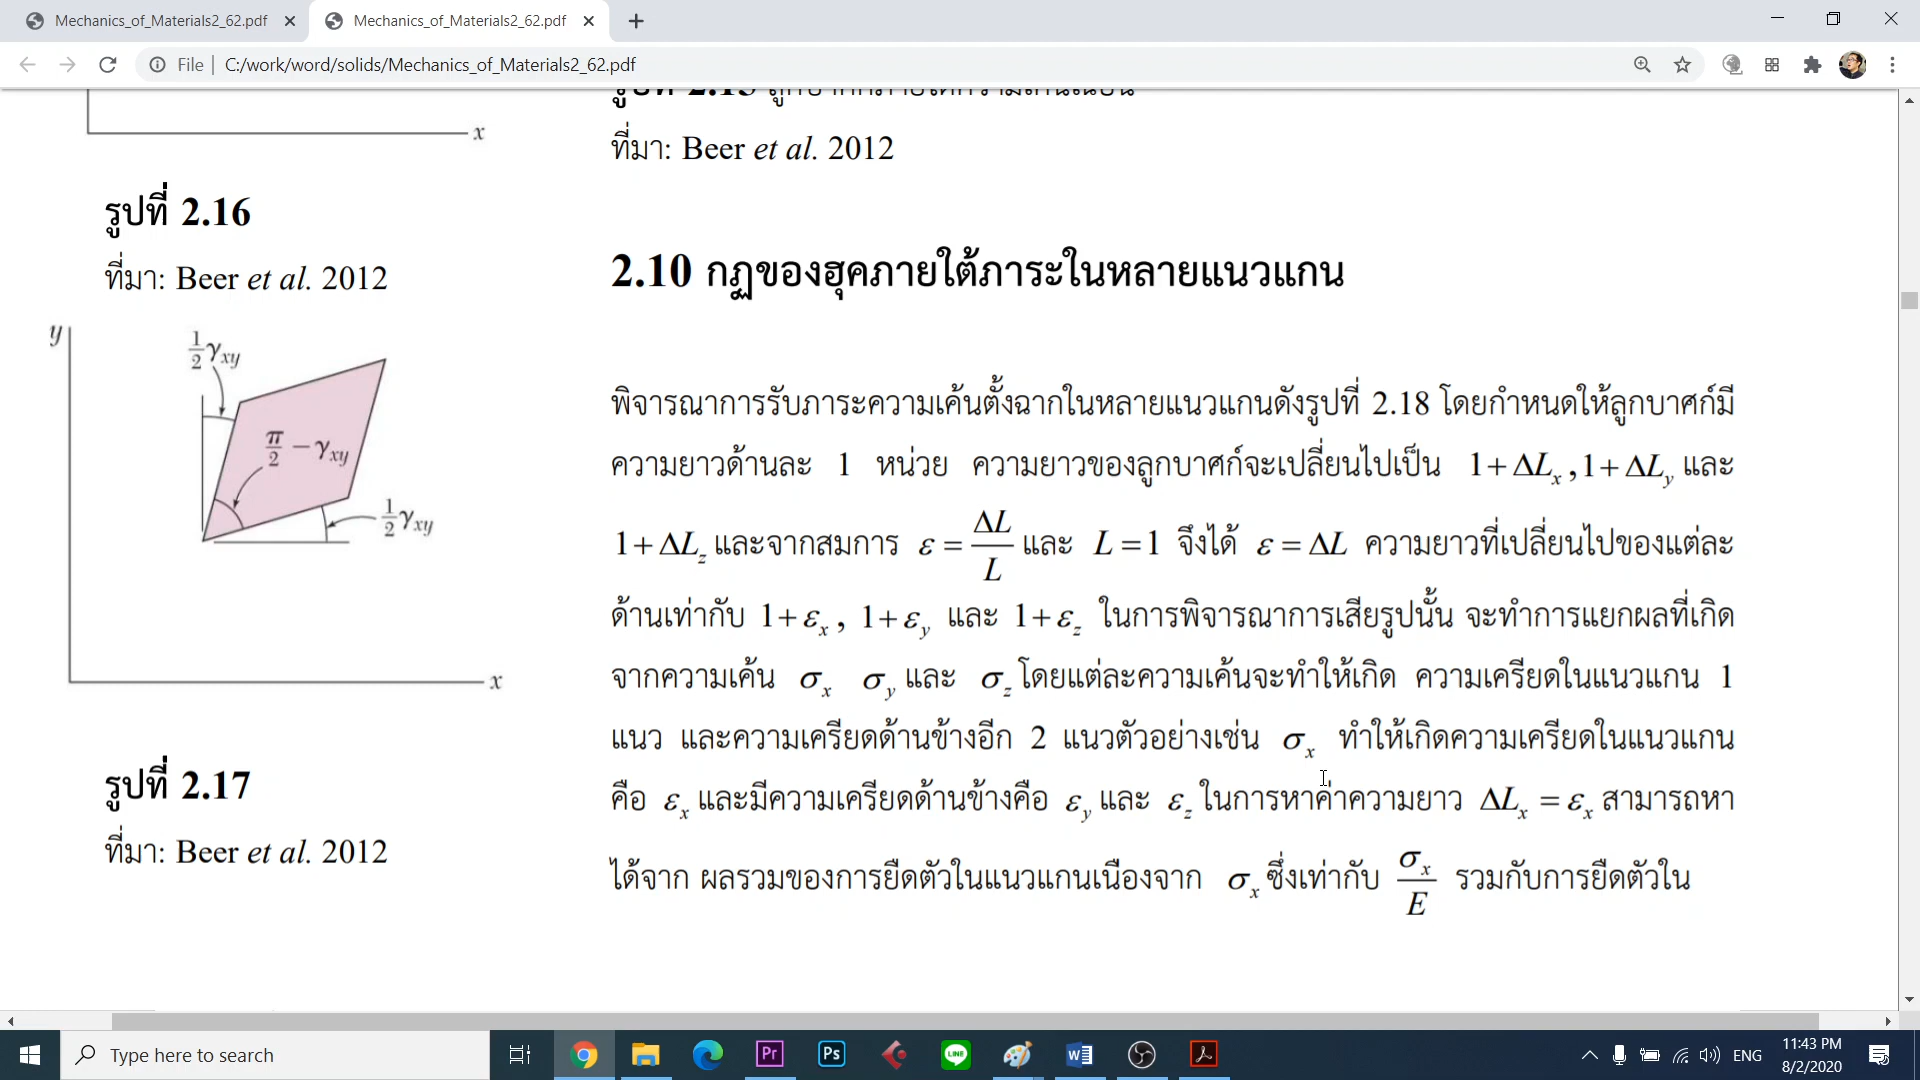 Mechanics_of_Materials2_62.pdf
Mechanics_of_Materials2_62.pdf
File | C:/work/word/solids/Mechanics_of_Materials2_62.pdf
x
รูปที่ 2.16
ที่มา: Beer et al. 2012
y
1/2 γxy
π/2 − γxy
1/2 γxy
x
รูปที่ 2.17
ที่มา: Beer et al. 2012
รูปที่ 2.15
ที่มา: Beer et al. 2012
2.10 กฏของฮุคภายใต้ภาระในหลายแนวแกน
พิจารณาการรับภาระความเค้นตั้งฉากในหลายแนวแกนดังรูปที่ 2.18 โดยกำหนดให้ลูกบาศก์มี
ความยาวด้านละ 1 หน่วย ความยาวของลูกบาศก์จะเปลี่ยนไปเป็น 1+ΔLx ,1+ΔLy และ
1+ΔLz และจากสมการ ε = ΔL/L และ L=1 จึงได้ ε = ΔL ความยาวที่เปลี่ยนไปของแต่ละ
ด้านเท่ากับ 1+εx , 1+εy และ 1+εz ในการพิจารณาการเสียรูปนั้น จะทำการแยกผลที่เกิด
จากความเค้น σx σy และ σz โดยแต่ละความเค้นจะทำให้เกิด ความเครียดในแนวแกน 1
แนว และความเครียดด้านข้างอีก 2 แนวตัวอย่างเช่น σx ทำให้เกิดความเครียดในแนวแกน
คือ εx และมีความเครียดด้านข้างคือ εy และ εz ในการหาค่าความยาว ΔLx = εx สามารถหา
ได้จาก ผลรวมของการยืดตัวในแนวแกนเนืองจาก σx ซึ่งเท่ากับ σx/E รวมกับการยืดตัวใน
Type here to search
Pr
Ps
LINE
W
ENG
11:43 PM
8/2/2020